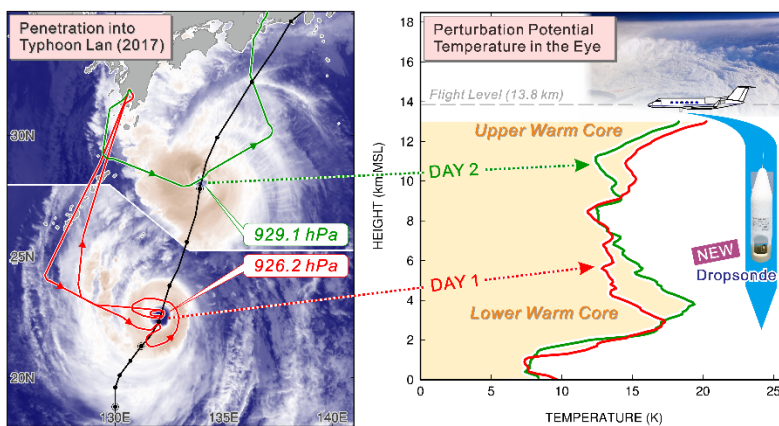 Penetration into
Typhoon Lan (2017)
30N
25N
20N
130E
135E
140E
929.1 hPa
926.2 hPa
DAY 2
DAY 1
Perturbation Potential
Temperature in the Eye
Flight Level (13.8 km)
Upper Warm Core
Lower Warm Core
NEW
Dropsonde
HEIGHT (km MSL)
18
16
14
12
10
8
6
4
2
0
0
5
10
15
20
25
TEMPERATURE (K)